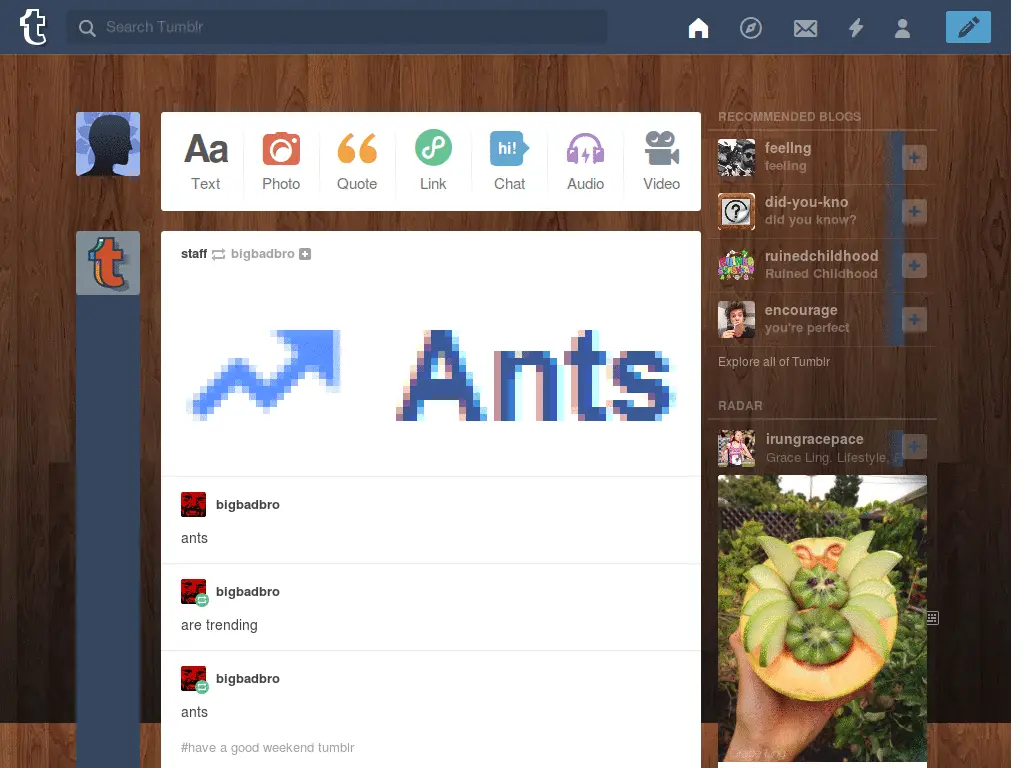 Search Tumblr
Aa
Text
Photo
Quote
Link
hi!
Chat
Audio
Video
staff bigbadbro
Ants
bigbadbro
ants
bigbadbro
are trending
bigbadbro
ants
#have a good weekend tumblr
RECOMMENDED BLOGS
feelng
feeling
did-you-kno
did you know?
ruinedchildhood
Ruined Childhood
encourage
you're perfect
Explore all of Tumblr
RADAR
irungracepace
Grace Ling. Lifestyle,